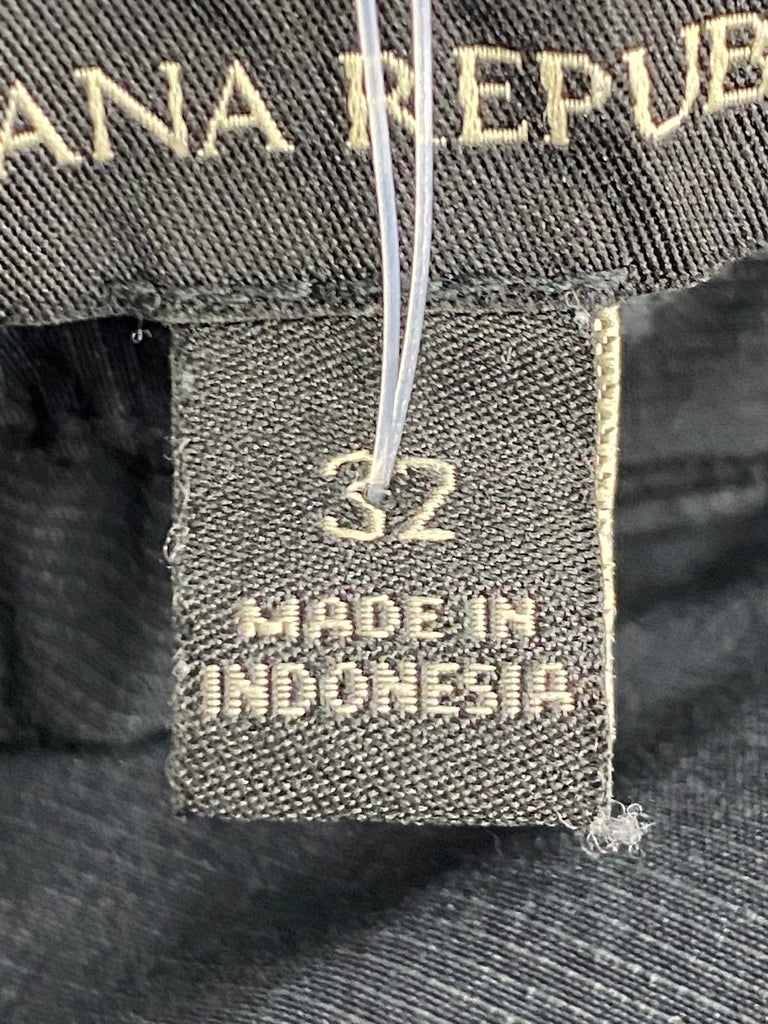 ANA REPUB
32
MADE IN
INDONESIA